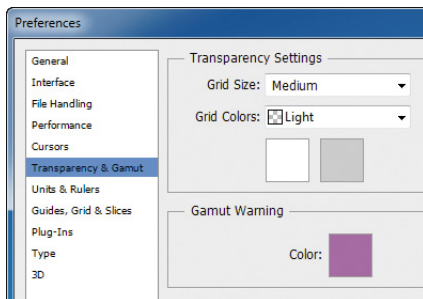 Preferences
General
Interface
File Handling
Performance
Cursors
Transparency & Gamut
Units & Rulers
Guides, Grid & Slices
Plug-Ins
Type
3D
Transparency Settings
Grid Size: Medium
Grid Colors: Light
Gamut Warning
Color: